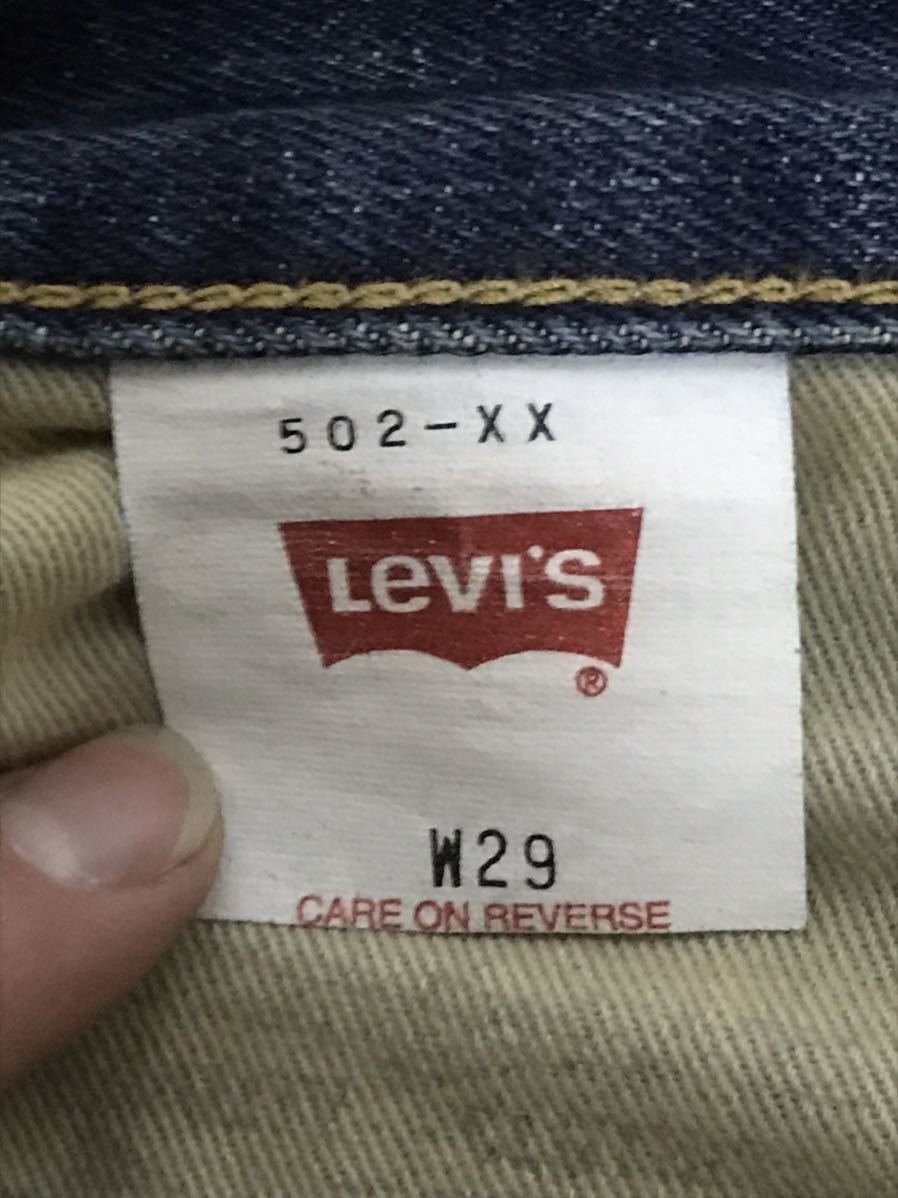 502-XX
LEVI'S
®
W29
CARE ON REVERSE